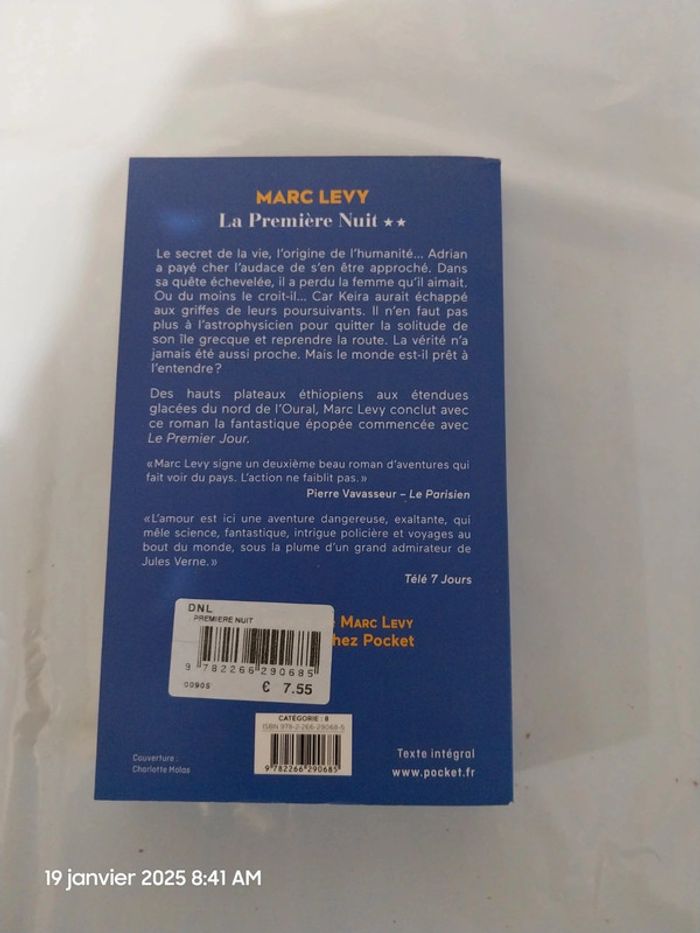 MARC LEVY
La Première Nuit ★★
Le secret de la vie, l'origine de l'humanité... Adrian
a payé cher l'audace de s'en être approché. Dans
sa quête échevelée, il a perdu la femme qu'il aimait.
Ou du moins le croit-il... Car Keira aurait échappé
aux griffes de leurs poursuivants. Il n'en faut pas
plus à l'astrophysicien pour quitter la solitude de
son île grecque et reprendre la route. La vérité n'a
jamais été aussi proche. Mais le monde est-il prêt à
l'entendre ?
Des hauts plateaux éthiopiens aux étendues
glacées du nord de l'Oural, Marc Levy conclut avec
ce roman la fantastique épopée commencée avec
Le Premier Jour.
« Marc Levy signe un deuxième beau roman d'aventures qui
fait voir du pays. L'action ne faiblit pas. »
Pierre Vavasseur – Le Parisien
« L'amour est ici une aventure dangereuse, exaltante, qui
mêle science, fantastique, intrigue policière et voyages au
bout du monde, sous la plume d'un grand admirateur de
Jules Verne. »
Télé 7 Jours
DNL
PREMIERE NUIT
9 782266 290685
00905
€ 7.55
: MARC LEVY
hez Pocket
CATÉGORIE : 8
ISBN 978-2-266-29068-5
9 782266 290685
Couverture :
Charlotte Molas
Texte intégral
www.pocket.fr
19 janvier 2025 8:41 AM